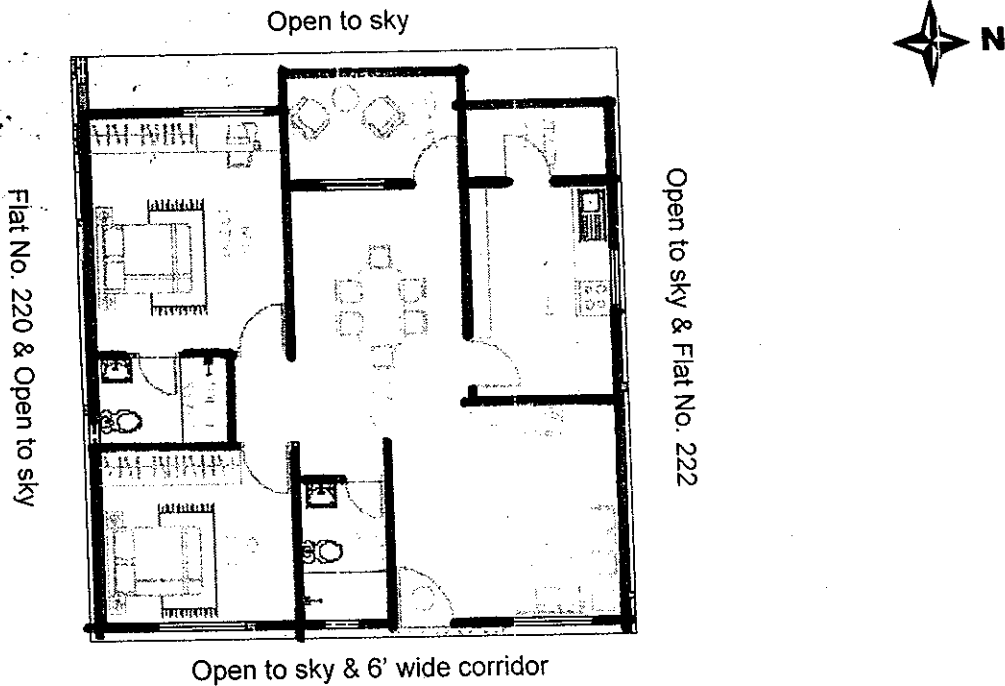 Open to sky
N
Flat No. 220 & Open to sky
Open to sky & Flat No. 222
Open to sky & 6' wide corridor